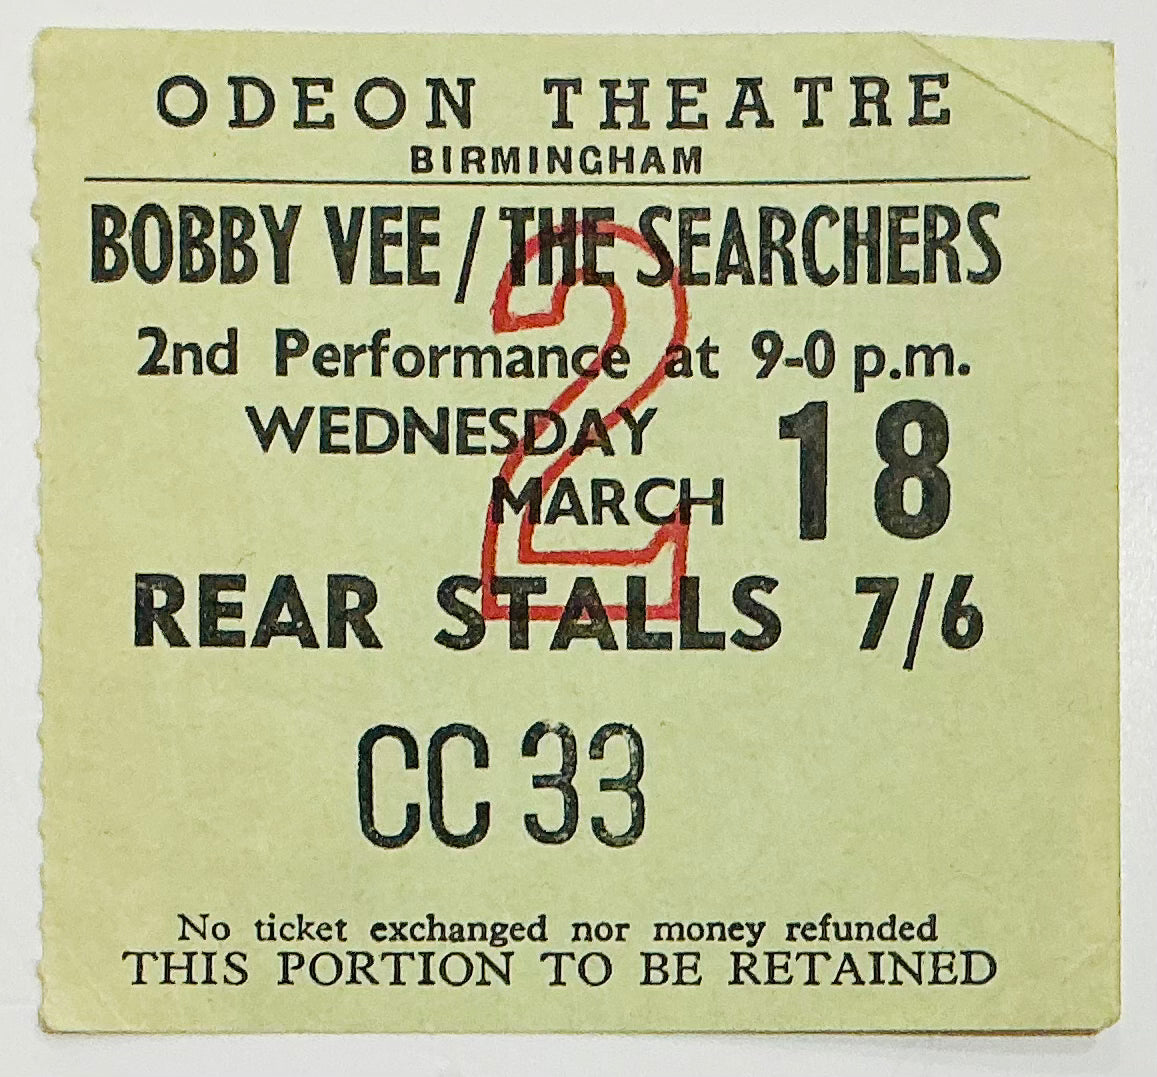 ODEON THEATRE
BIRMINGHAM
BOBBY VEE / THE SEARCHERS
2nd Performance at 9-0 p.m.
WEDNESDAY
MARCH 18
2
REAR STALLS 7/6
CC 33
No ticket exchanged nor money refunded
THIS PORTION TO BE RETAINED